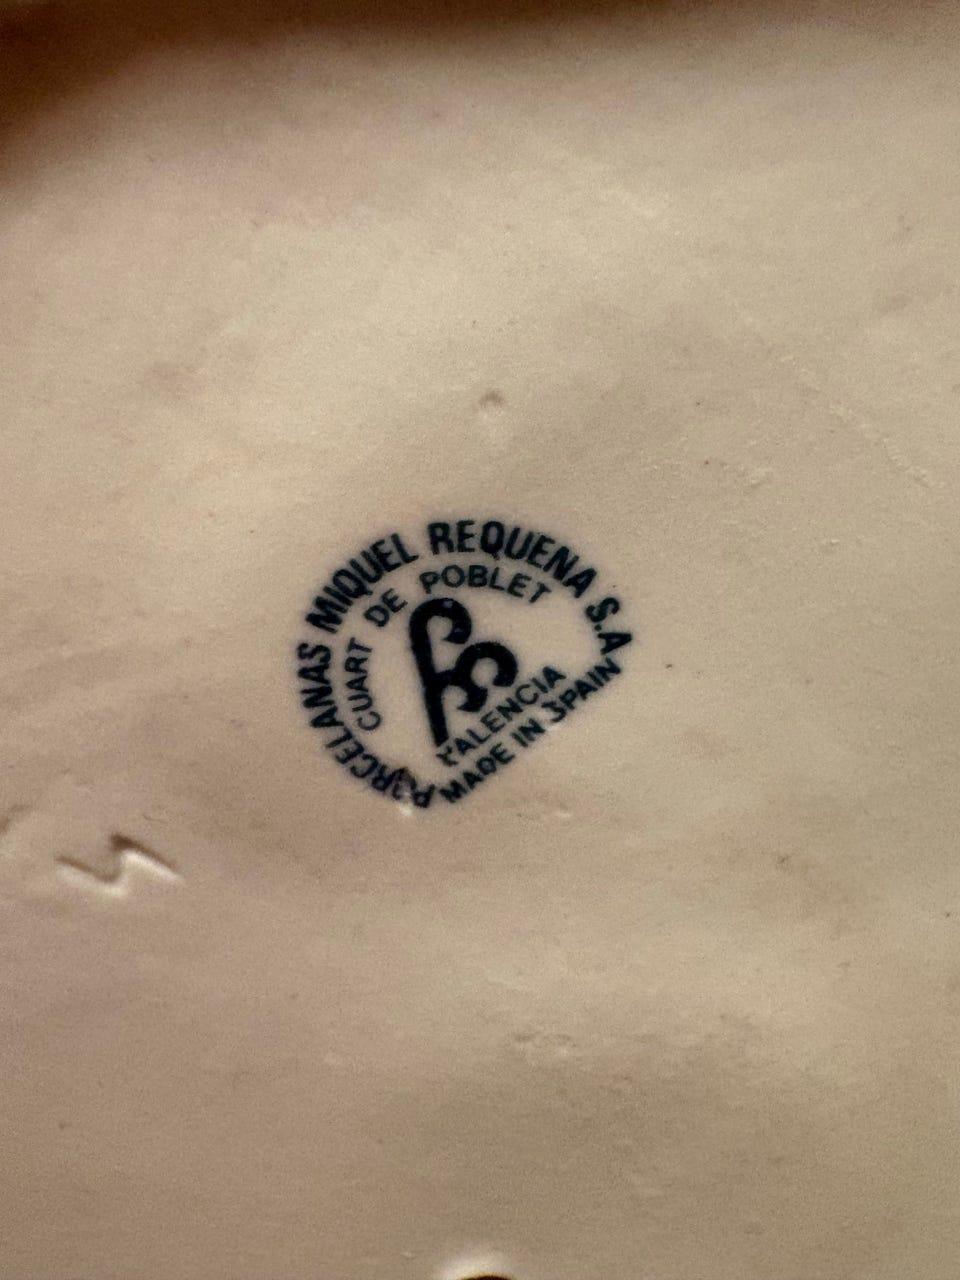 PORCELANAS MIQUEL REQUENA S.A
CUART DE POBLET
VALENCIA
MADE IN SPAIN